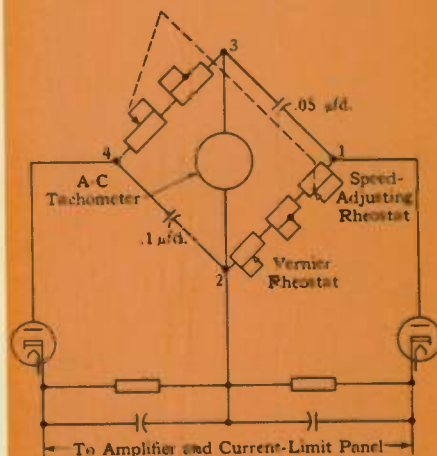 3
.05 µfd.
4
1
A-C
Tachometer
Speed-
Adjusting
Rheostat
.1 µfd.
2
Vernier
Rheostat
To Amplifier and Current-Limit Panel